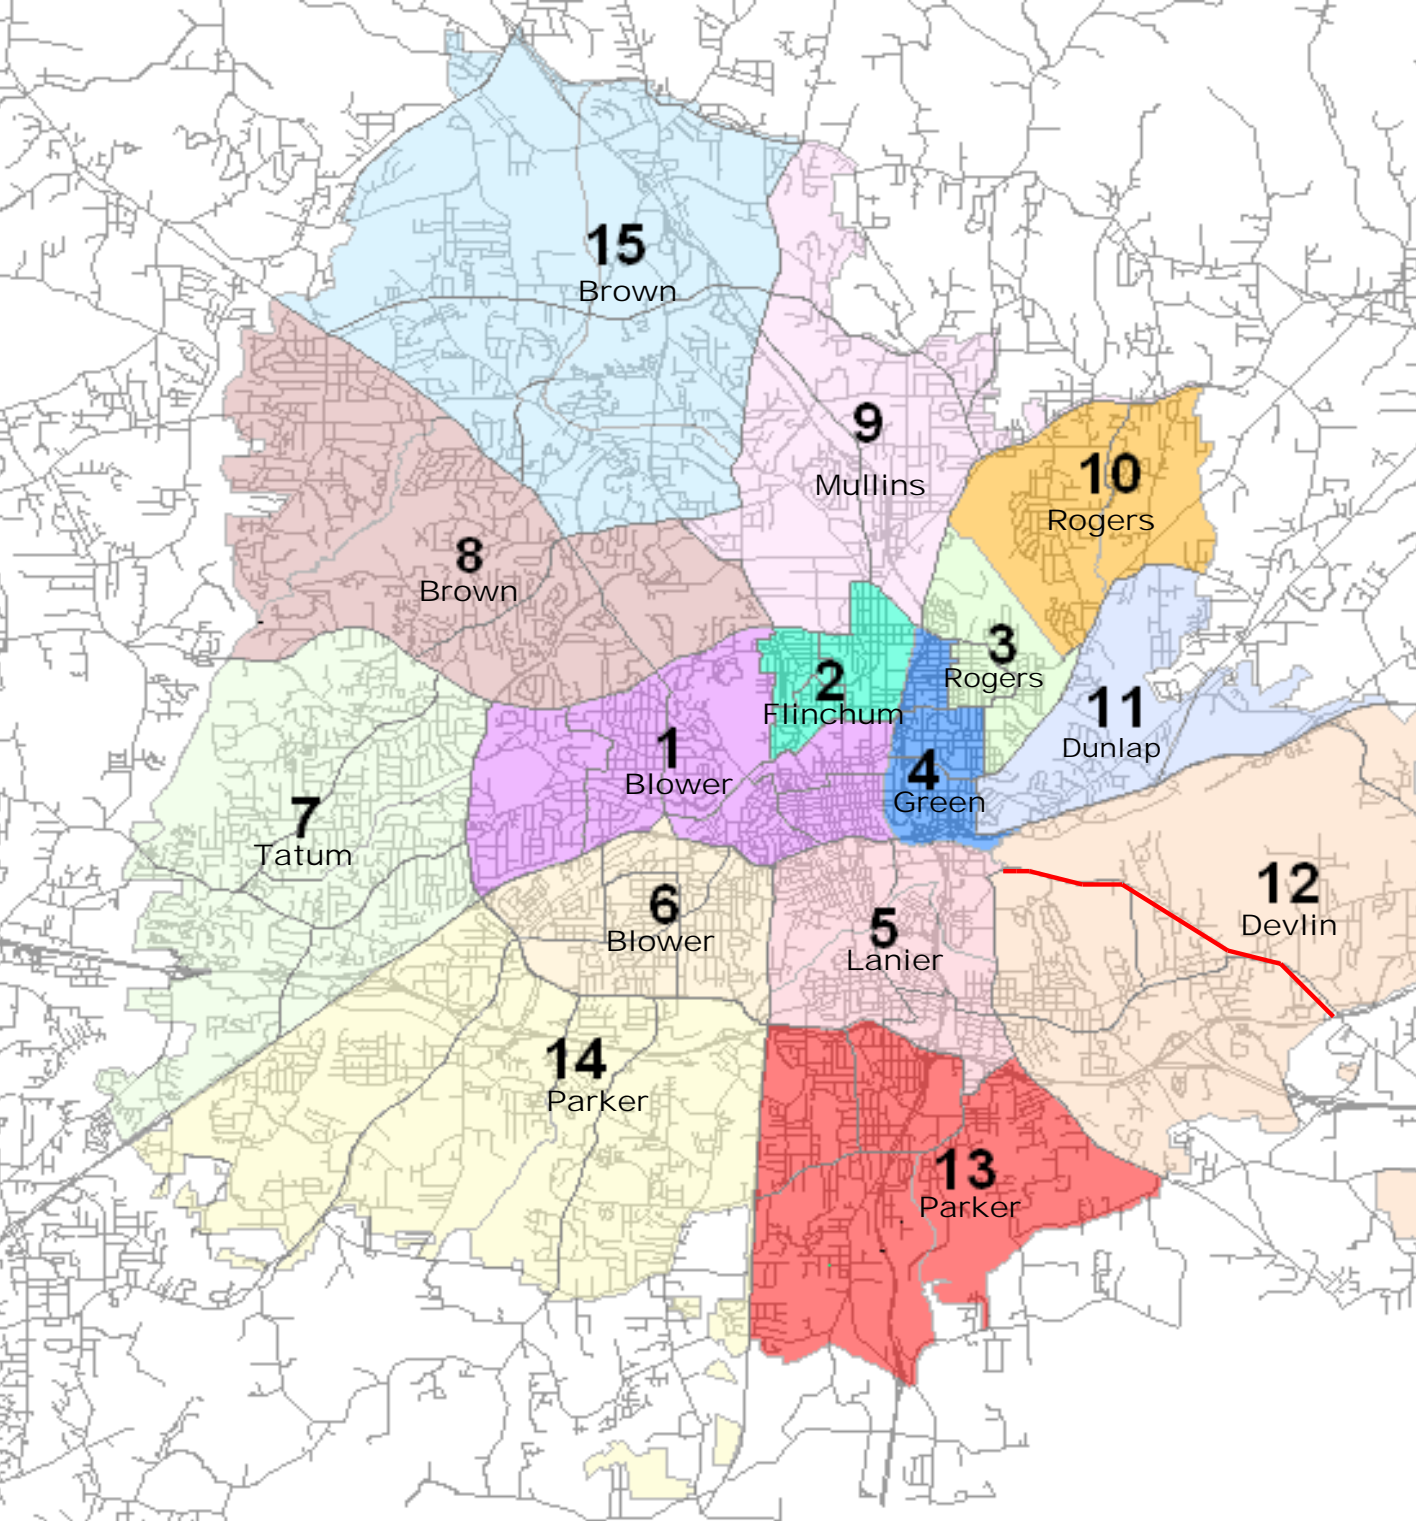 15
Brown
9
Mullins
10
Rogers
8
Brown
3
Rogers
2
Flinchum
11
Dunlap
1
Blower
4
Green
7
Tatum
12
Devlin
6
Blower
5
Lanier
14
Parker
13
Parker